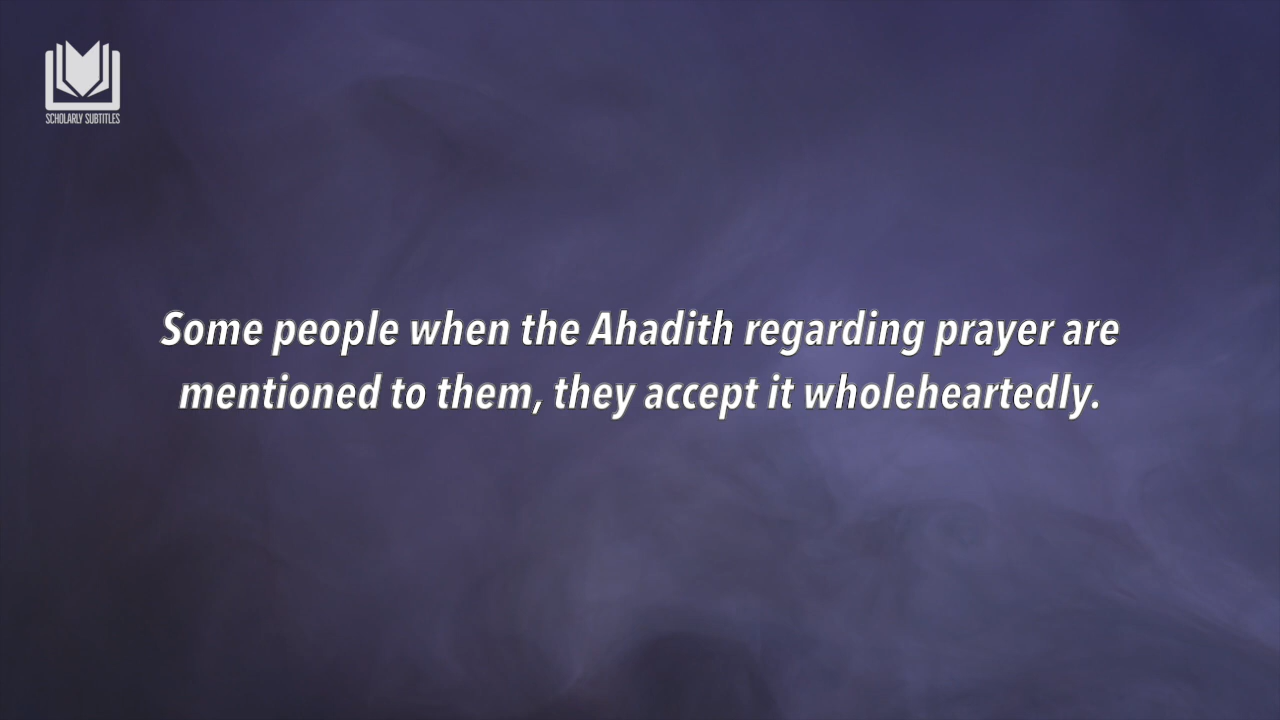 SCHOLARLY SUBTITLES
Some people when the Ahadith regarding prayer are
mentioned to them, they accept it wholeheartedly.